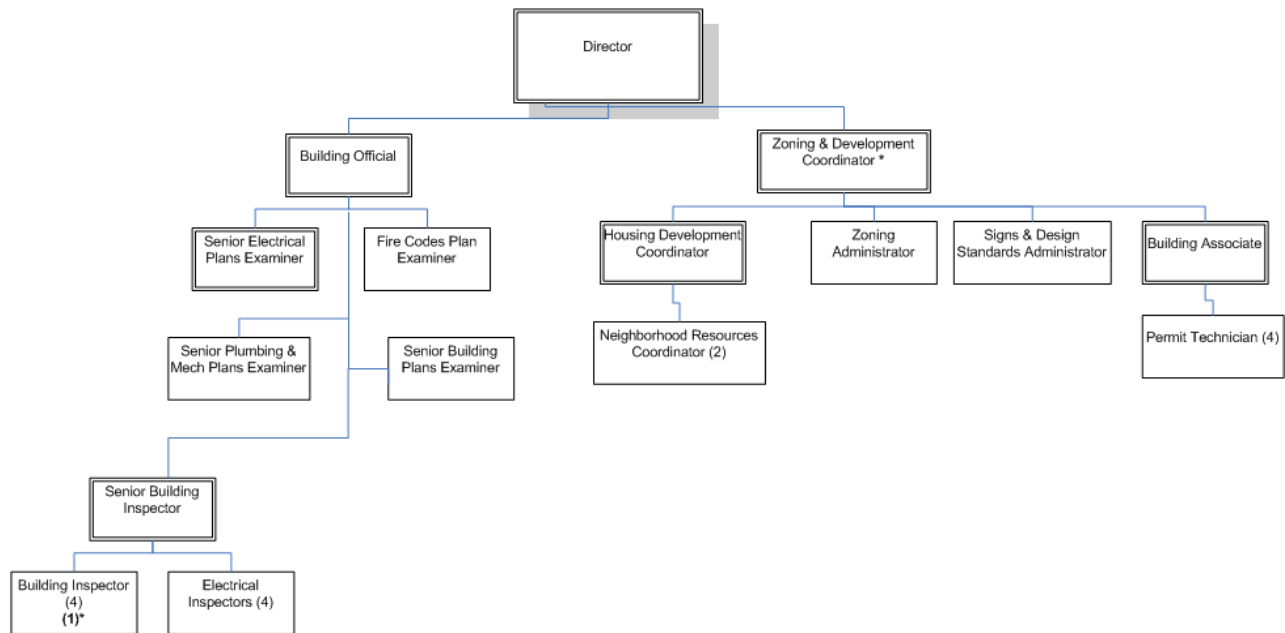 Director
Building Official
Zoning & Development
Coordinator *
Senior Electrical
Plans Examiner
Fire Codes Plan
Examiner
Housing Development
Coordinator
Zoning
Administrator
Signs & Design
Standards Administrator
Building Associate
Senior Plumbing &
Mech Plans Examiner
Senior Building
Plans Examiner
Neighborhood Resources
Coordinator (2)
Permit Technician (4)
Senior Building
Inspector
Building Inspector
(4)
(1)*
Electrical
Inspectors (4)